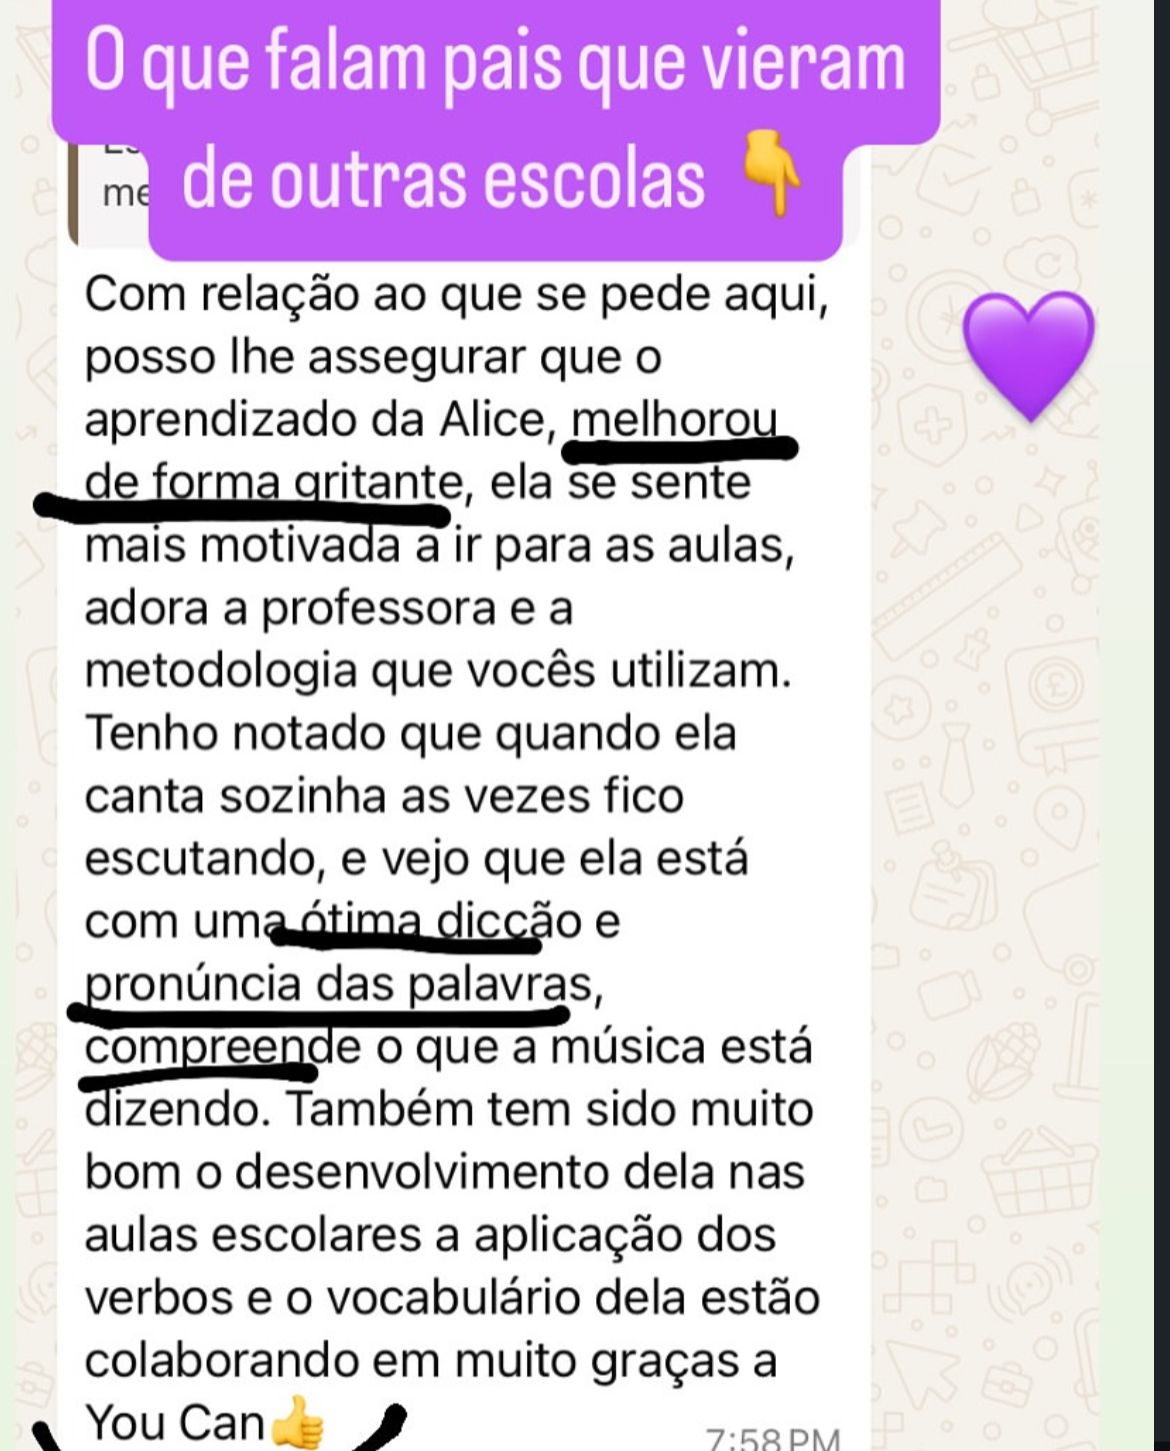 O que falam pais que vieram
de outras escolas 👇
me
Com relação ao que se pede aqui,
posso lhe assegurar que o
aprendizado da Alice, melhorou
de forma gritante, ela se sente
mais motivada a ir para as aulas,
adora a professora e a
metodologia que vocês utilizam.
Tenho notado que quando ela
canta sozinha as vezes fico
escutando, e vejo que ela está
com uma ótima dicção e
pronúncia das palavras,
compreende o que a música está
dizendo. Também tem sido muito
bom o desenvolvimento dela nas
aulas escolares a aplicação dos
verbos e o vocabulário dela estão
colaborando em muito graças a
You Can👍
7:58 PM